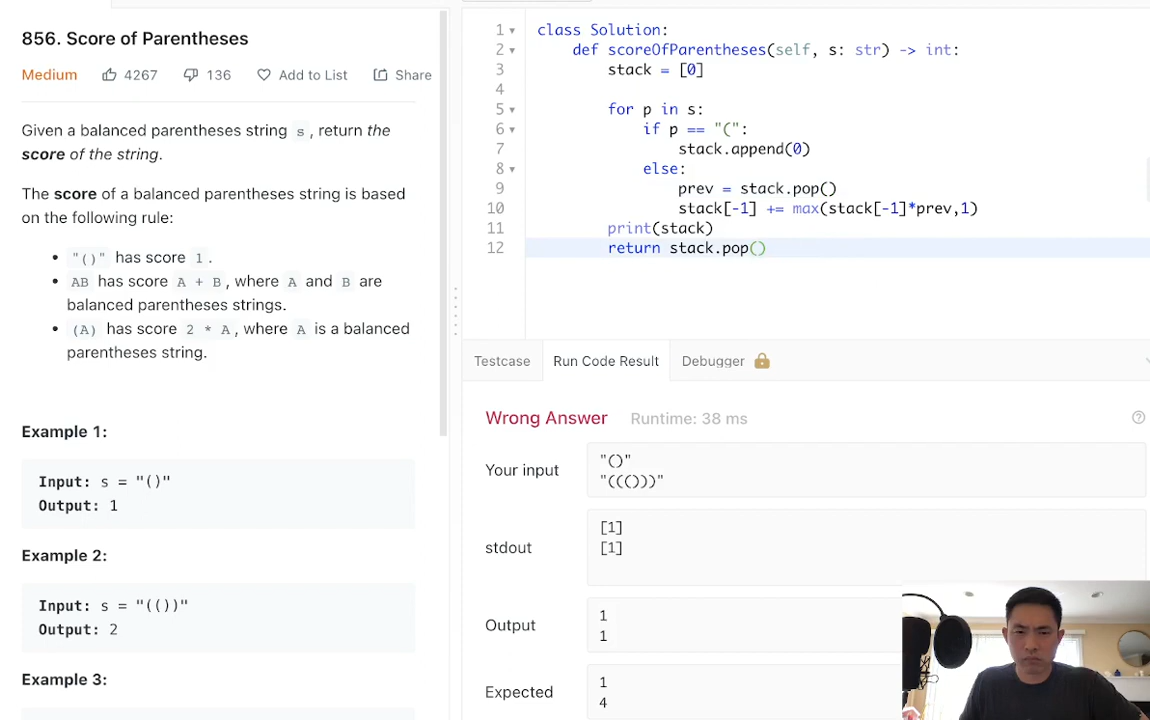 856. Score of Parentheses
Medium 4267 136 Add to List Share
Given a balanced parentheses string s, return the
score of the string.
The score of a balanced parentheses string is based
on the following rule:
• "()" has score 1.
• AB has score A + B, where A and B are
balanced parentheses strings.
• (A) has score 2 * A, where A is a balanced
parentheses string.
Example 1:
Input: s = "()"
Output: 1
Example 2:
Input: s = "(())"
Output: 2
Example 3:
1 class Solution:
2 def scoreOfParentheses(self, s: str) -> int:
3 stack = [0]
4
5 for p in s:
6 if p == "(":
7 stack.append(0)
8 else:
9 prev = stack.pop()
10 stack[-1] += max(stack[-1]*prev,1)
11 print(stack)
12 return stack.pop()
Testcase Run Code Result Debugger
Wrong Answer Runtime: 38 ms
Your input
"()"
"((()))"
stdout
[1]
[1]
Output
1
1
Expected
1
4